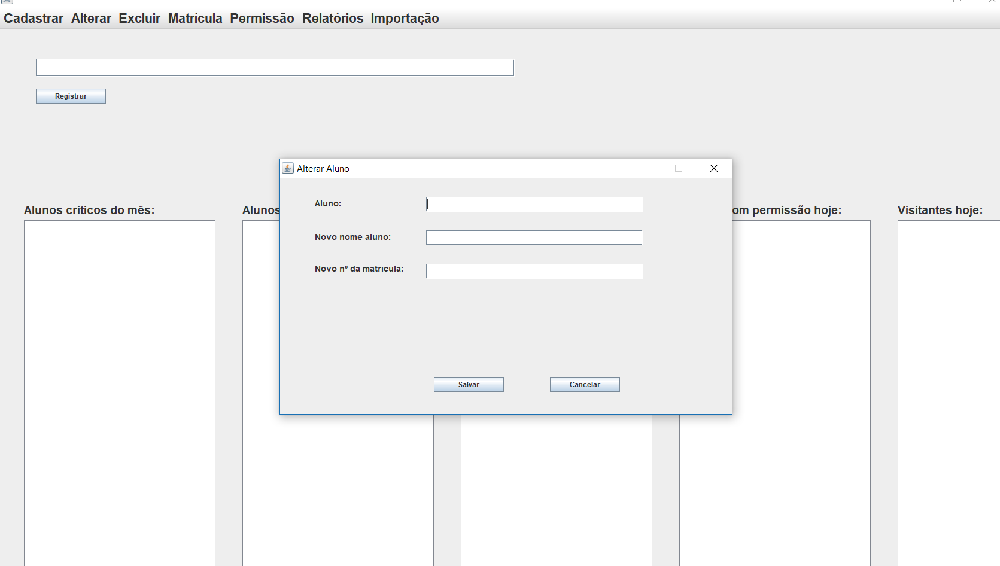 Cadastrar Alterar Excluir Matrícula Permissão Relatórios Importação
Registrar
Alterar Aluno
Aluno:
Novo nome aluno:
Novo nº da matricula:
Salvar
Cancelar
Alunos criticos do mês:
Alunos
om permissão hoje:
Visitantes hoje: